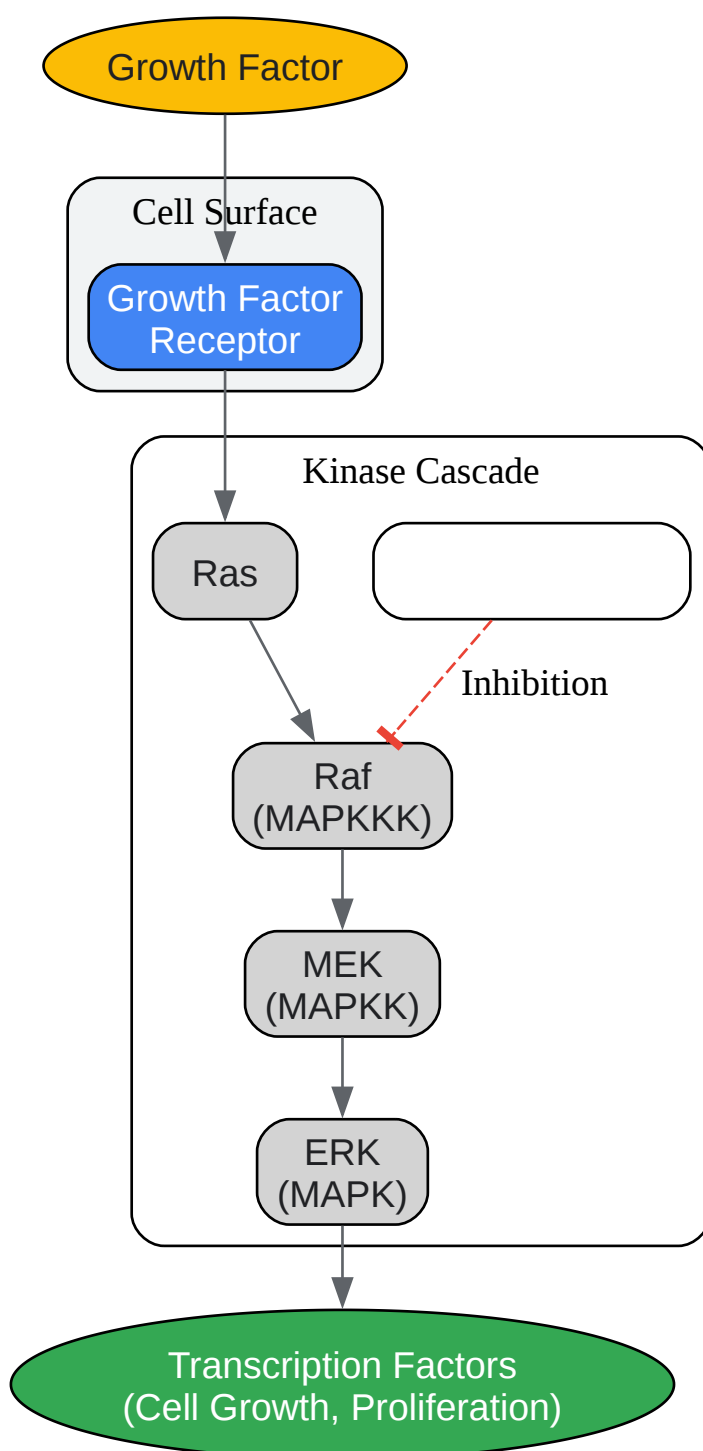 Growth Factor
Cell Surface
Growth Factor
Receptor
Kinase Cascade
Ras
Inhibition
Raf
(MAPKKK)
MEK
(MAPKK)
ERK
(MAPK)
Transcription Factors
(Cell Growth, Proliferation)